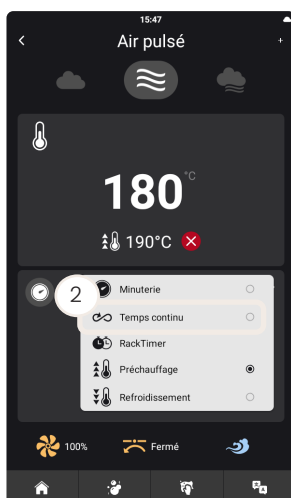 15:47
Air pulsé
+
180°C
190°C
2
Minuterie
Temps continu
RackTimer
Préchauffage
Refroidissement
100%
Fermé